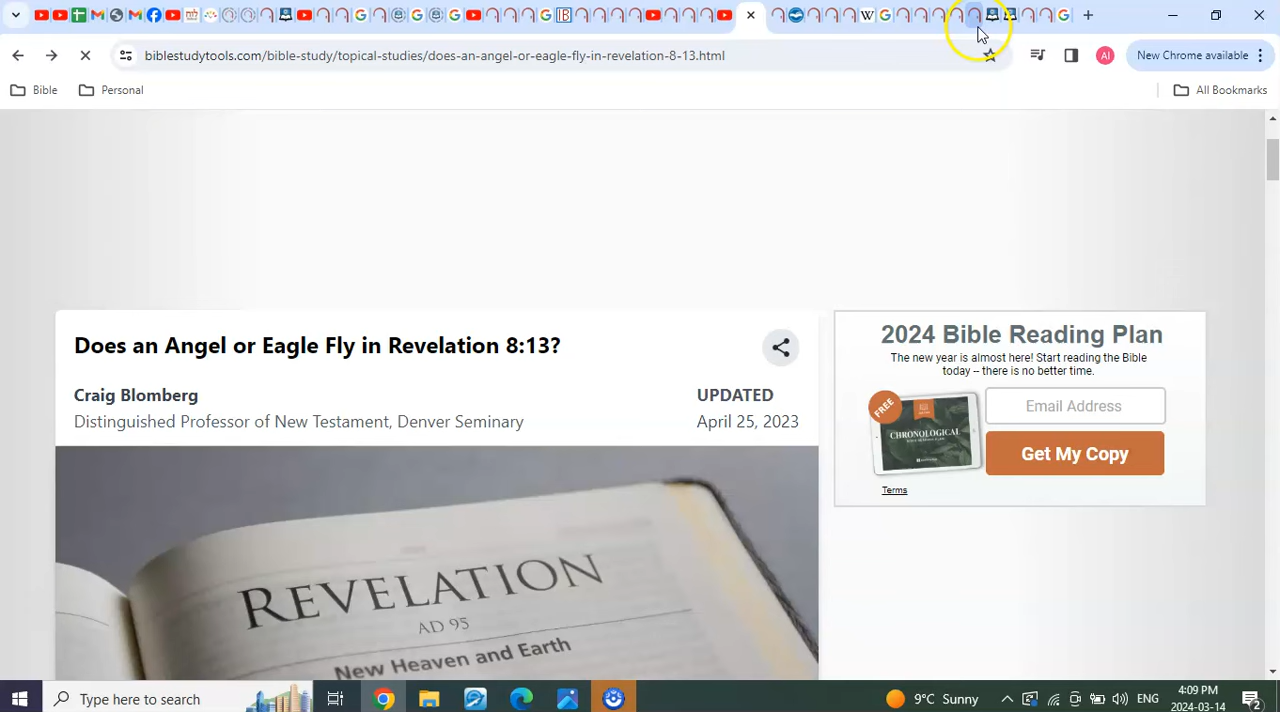 biblestudytools.com/biblestudy/topical-studies/does-an-angel-or-eagle-fly-in-revelation-8-13.html
AI
New Chrome available
Bible
Personal
All Bookmarks
Does an Angel or Eagle Fly in Revelation 8:13?
Craig Blomberg
Distinguished Professor of New Testament, Denver Seminary
UPDATED
April 25, 2023
REVELATION
AD 95
New Heaven and Earth
2024 Bible Reading Plan
The new year is almost here! Start reading the Bible
today -- there is no better time.
FREE
CHRONOLOGICAL
Email Address
Get My Copy
Terms
Type here to search
9°C Sunny
ENG
4:09 PM
2024-03-14
2